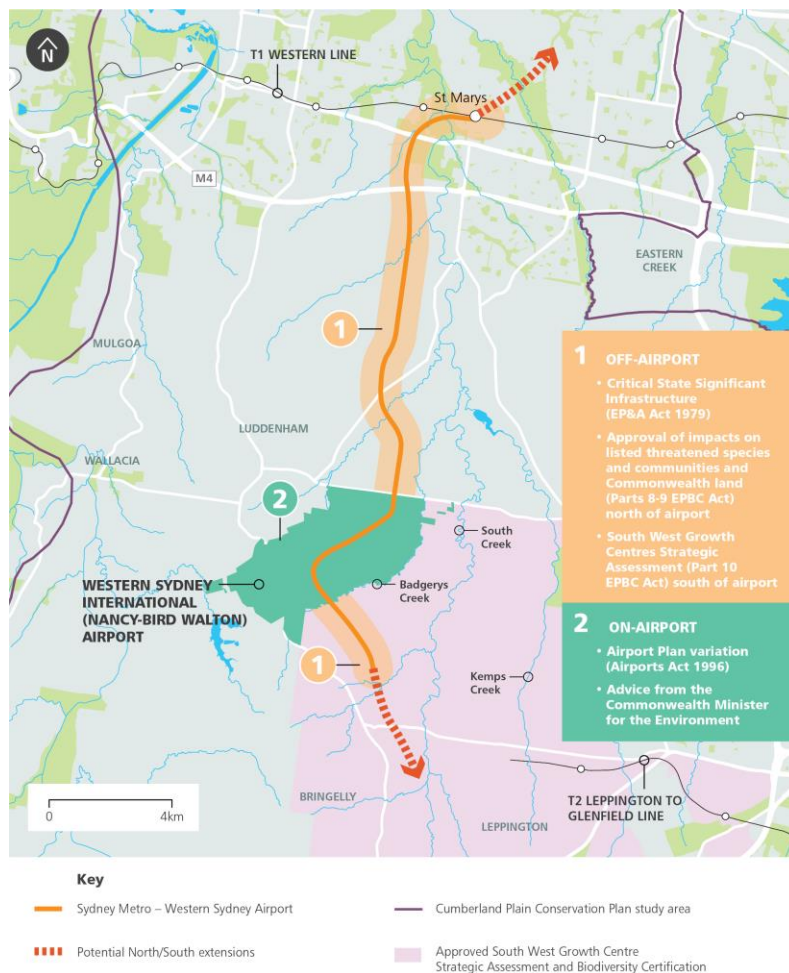 N
T1 WESTERN LINE
St Marys
M4
EASTERN
CREEK
1
MULGOA
LUDDENHAM
WALLACIA
2
South
Creek
WESTERN SYDNEY
INTERNATIONAL
(NANCY-BIRD WALTON)
AIRPORT
Badgerys
Creek
1
Kemps
Creek
BRINGELLY
LEPPINGTON
T2 LEPPINGTON TO
GLENFIELD LINE
0
4km
1 OFF-AIRPORT
• Critical State Significant
Infrastructure
(EP&A Act 1979)
• Approval of impacts on
listed threatened species
and communities and
Commonwealth land
(Parts 8-9 EPBC Act)
north of airport
• South West Growth
Centres Strategic
Assessment (Part 10
EPBC Act) south of airport
2 ON-AIRPORT
• Airport Plan variation
(Airports Act 1996)
• Advice from the
Commonwealth Minister
for the Environment
Key
Sydney Metro – Western Sydney Airport
Potential North/South extensions
Cumberland Plain Conservation Plan study area
Approved South West Growth Centre
Strategic Assessment and Biodiversity Certification